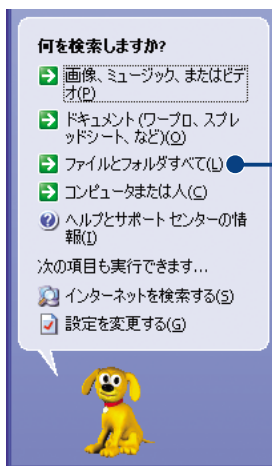 何を検索しますか?
画像、ミュージック、またはビデ
オ(P)
ドキュメント(ワープロ、スプレ
ッドシート、など)(O)
ファイルとフォルダすべて(L)
コンピュータまたは人(C)
ヘルプとサポート センターの情
報(I)
次の項目も実行できます...
インターネットを検索する(S)
設定を変更する(G)